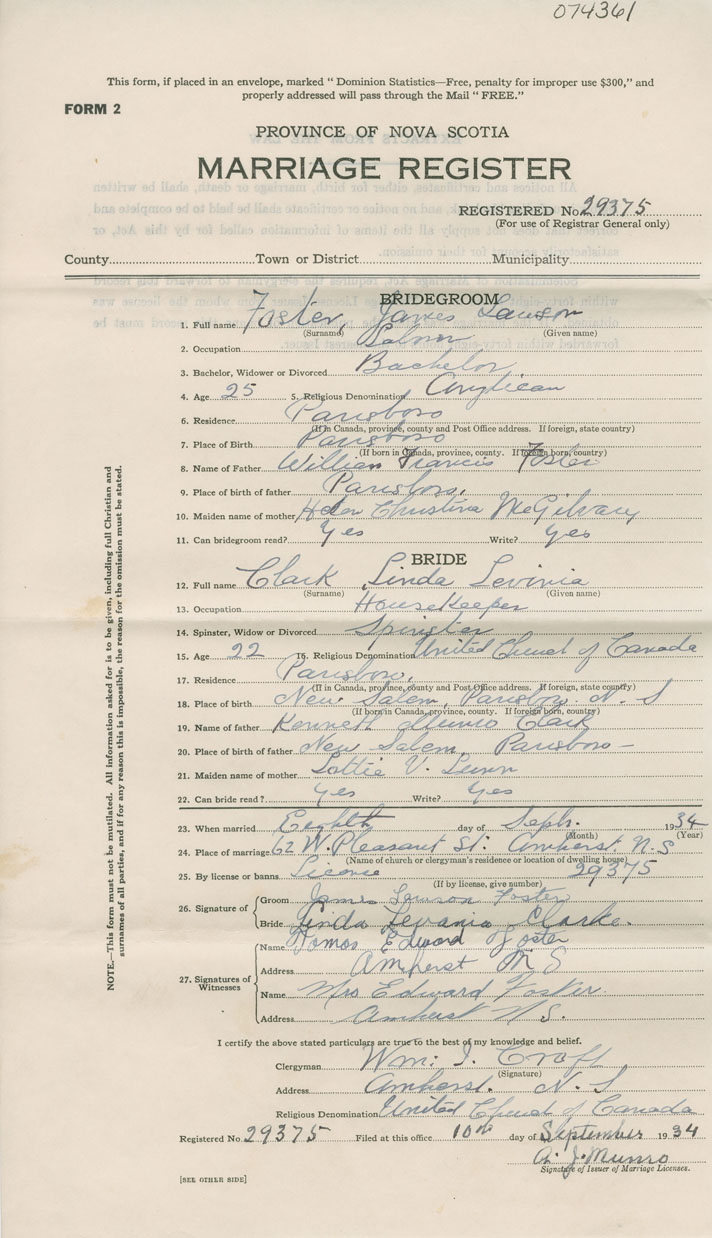 074361
This form, if placed in an envelope, marked " Dominion Statistics—Free, penalty for improper use $300," and
properly addressed will pass through the Mail " FREE."
FORM 2
PROVINCE OF NOVA SCOTIA
MARRIAGE REGISTER
REGISTERED No. 29375
(For use of Registrar General only)
County Town or District Municipality
BRIDEGROOM
1. Full name Foster, James Lawson
(Surname) (Given name)
2. Occupation Laborer
3. Bachelor, Widower or Divorced Bachelor
4. Age 25 5. Religious Denomination Anglican
6. Residence Parrsboro
(If in Canada, province, county and Post Office address. If foreign, state country)
7. Place of Birth Parrsboro
(If born in Canada, province, county. If foreign born, country)
8. Name of Father William Francis Foster
9. Place of birth of father Parrsboro.
10. Maiden name of mother Helen Christina McGilvary
11. Can bridegroom read? Yes Write? Yes
BRIDE
12. Full name Clark, Linda Levinia
(Surname) (Given name)
13. Occupation Housekeeper
14. Spinster, Widow or Divorced Spinster
15. Age 22 16. Religious Denomination United Church of Canada
17. Residence Parrsboro,
(If in Canada, province, county and Post Office address. If foreign, state country)
18. Place of birth New Salem, Parrsboro N. S
(If born in Canada, province, county. If foreign born, country)
19. Name of father Kenneth Clark
20. Place of birth of father New Salem, Parrsboro -
21. Maiden name of mother Lottie V. Lunn
22. Can bride read? Yes Write? Yes
23. When married Eighth day of Sept. 1934
(Month) (Year)
24. Place of marriage 62 W. Pleasant St. Amherst N.S
(Name of church or clergyman's residence or location of dwelling house)
25. By license or banns License 29375
(If by license, give number)
26. Signature of
Groom James Lawson Foster
Bride Linda Levania Clarke.
27. Signatures of
Witnesses
Name Edward Foster
Address Amherst N S
Name Mrs Edward Foster.
Address Amherst N.S.
I certify the above stated particulars are true to the best of my knowledge and belief.
Clergyman Wm: I. Croft
(Signature)
Address Amherst. N. S
Religious Denomination United Church of Canada
Registered No. 29375 Filed at this office 10th day of September 1934
A. J. Munro
Signature of Issuer of Marriage Licenses.
[SEE OTHER SIDE]
NOTE.—This form must not be mutilated. All information asked for is to be given, including full Christian and
surnames of all parties, and if for any reason this is impossible, the reason for the omission must be stated.